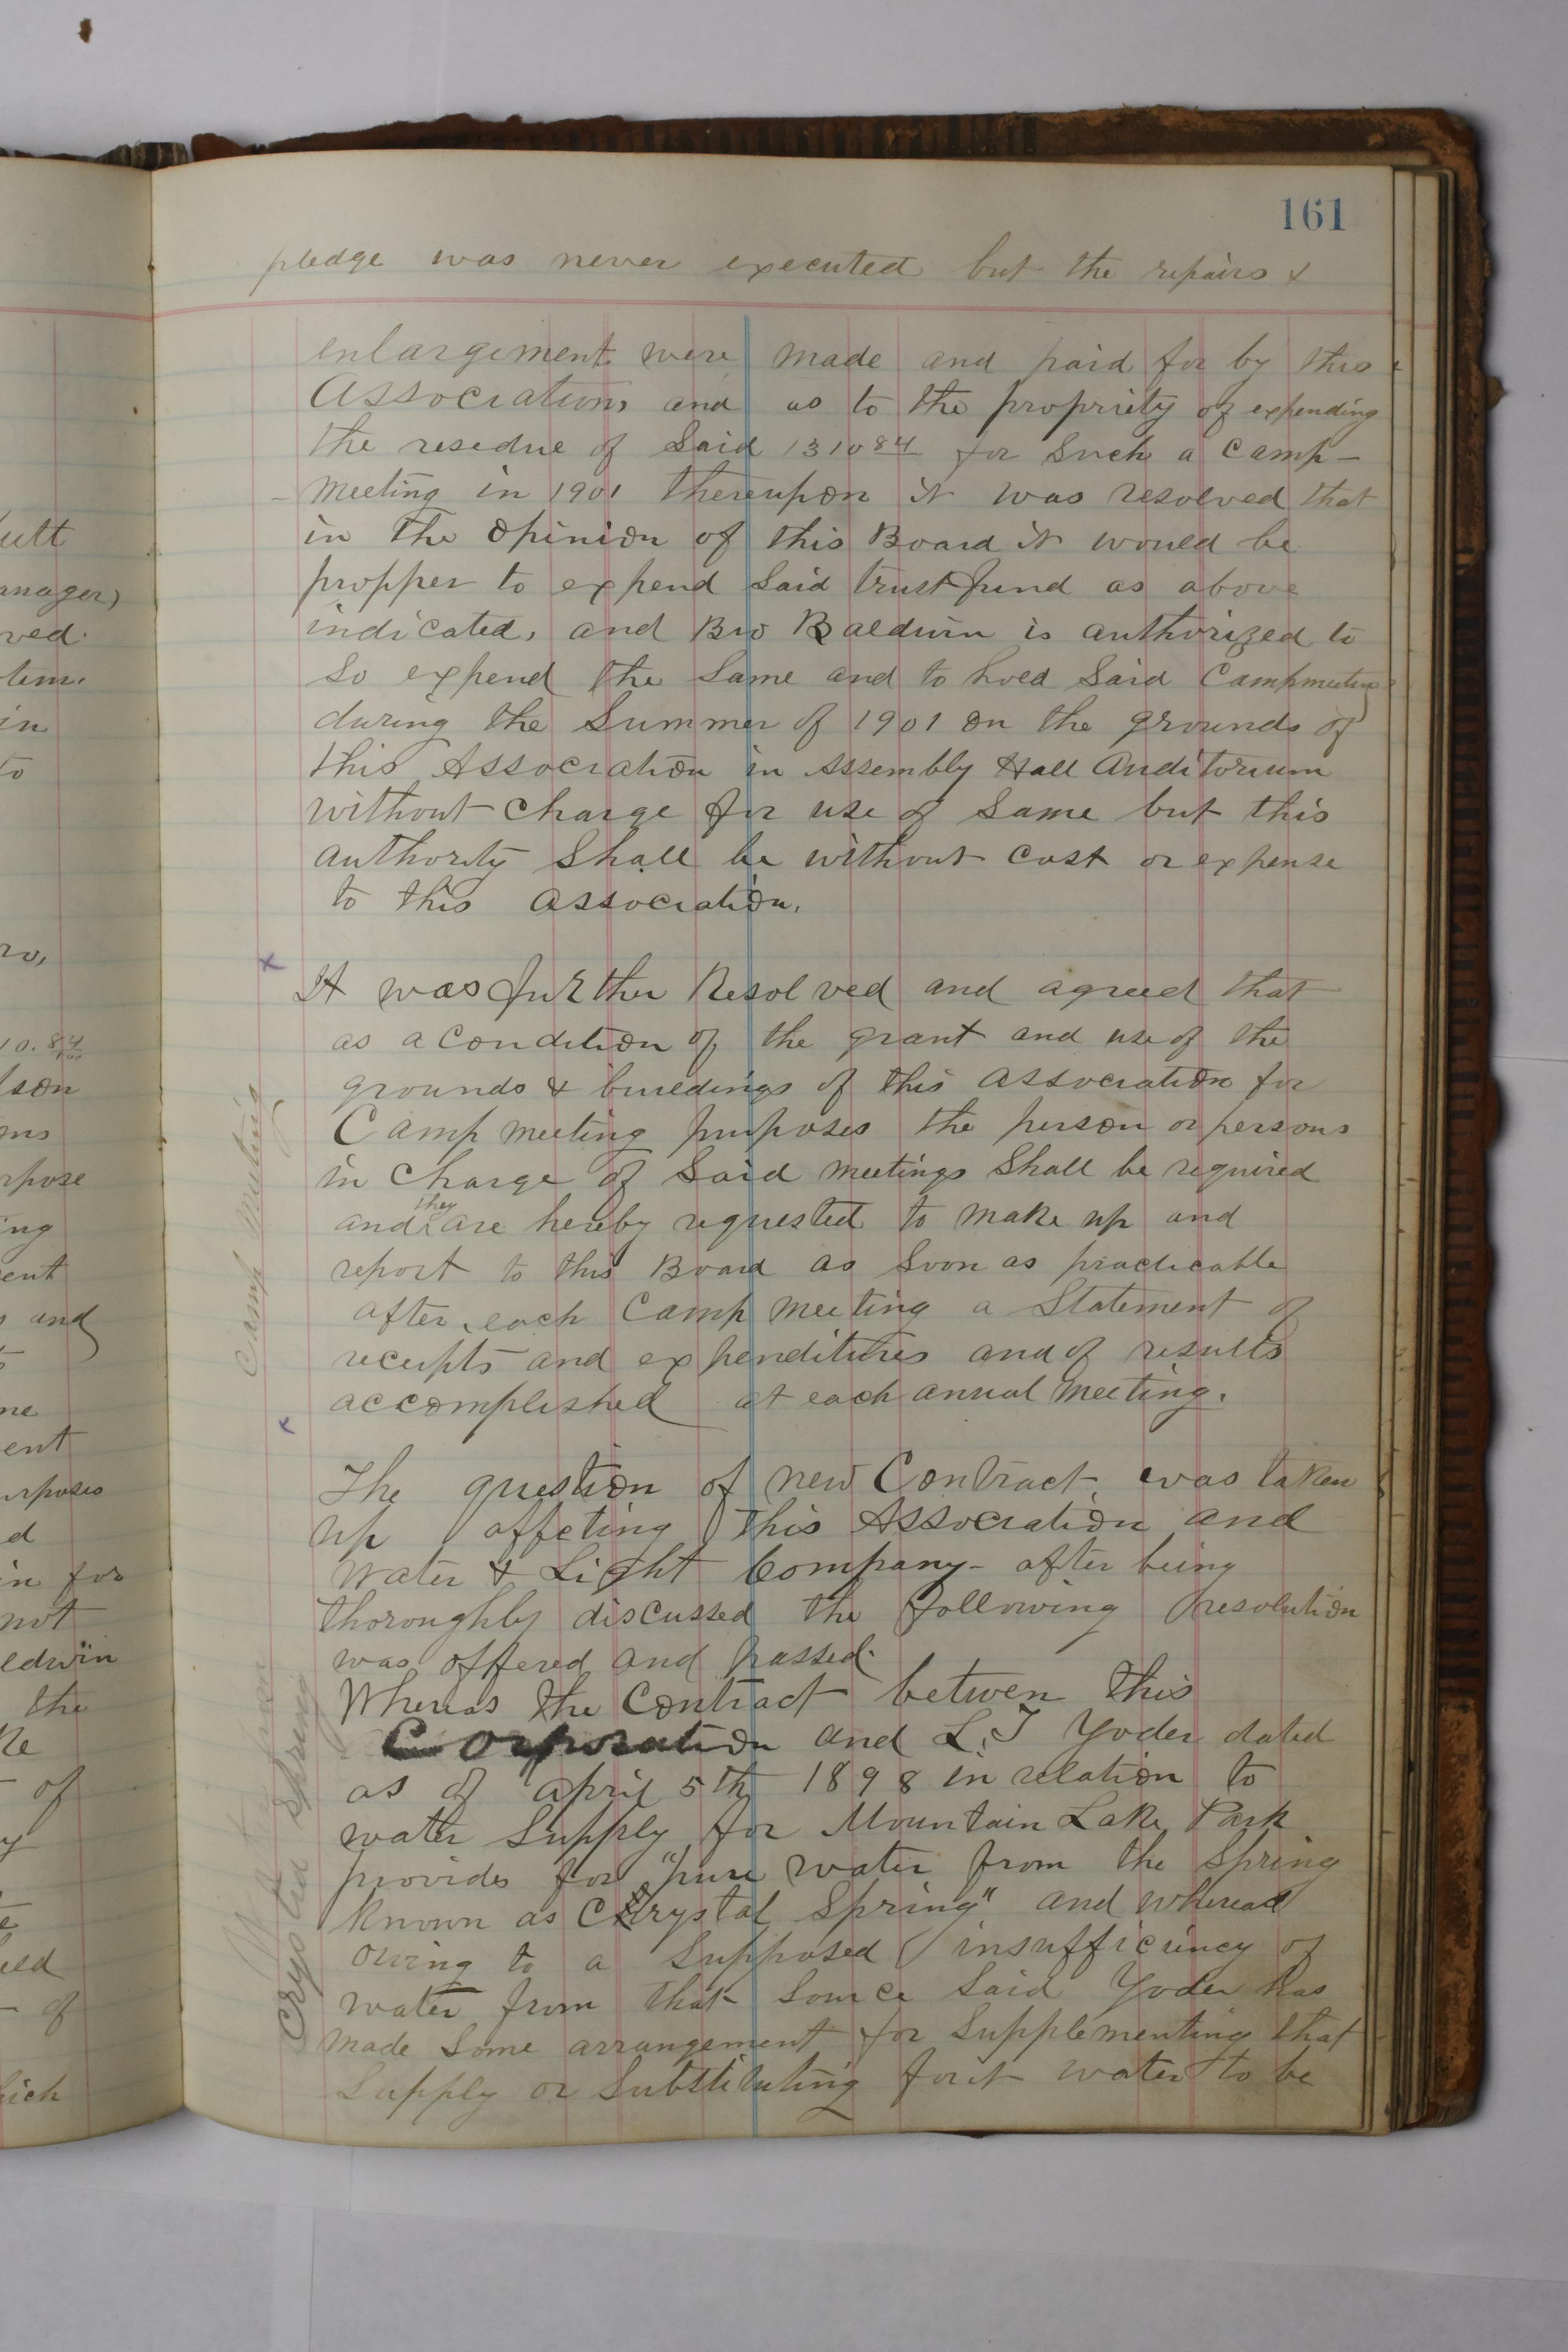 161
pledge was never executed but the repairs &
enlargement were made and paid for by this
Association, and as to the propriety of expending
the resedue of Said 1310 84 for Such a Camp-
- meeting in 1901 thereupon it was resolved that
in the opinion of this Board it would be
propper to expend Said trust fund as above
indicated, and Bro Baldwin is authorized to
So expend the Same and to hold Said Campmeeting
during the Summer of 1901 on the grounds of
this Association in Assembly Hall Auditorium
without charge for use of Same but this
authority Shall be without cost or expense
to this association.
x
It was further Resolved and agreed that
as a condition of the grant and use of the
grounds & buildings of this association for
Camp meeting purposes the person or persons
in charge of Said meetings Shall be required
and they are hereby requested to make up and
report to this Board as Soon as practicable
after each Camp meeting a Statement of
receipts and expenditures and of results
accomplished at each annual meeting.
x
Camp Meeting
The question of new Contract was taken
up affecting this Association and
Water & Light Company - after being
thoroughly discussed the following resolution
was offered and passed.
Whereas the Contract betwen this
Corporation and L. T Yoder dated
as of April 5th 1898 in relation to
water Supply for Mountain Lake Park
provides for "pure water from the Spring
Known as Chrystal Spring" and whereas
owing to a Supposed insufficiency of
water from that Source Said Yoder has
made Some arrangement for Supplementing that
Supply or Substituting for it water to be
Crystal Spring
ult
anager)
ved.
tem.
in
to
ro,
10.84
son
ms
rpose
ing
ent
s and
ne
ent
urposes
d
in for
not
ldwin
the
Ke
of
y
eld
of
hich